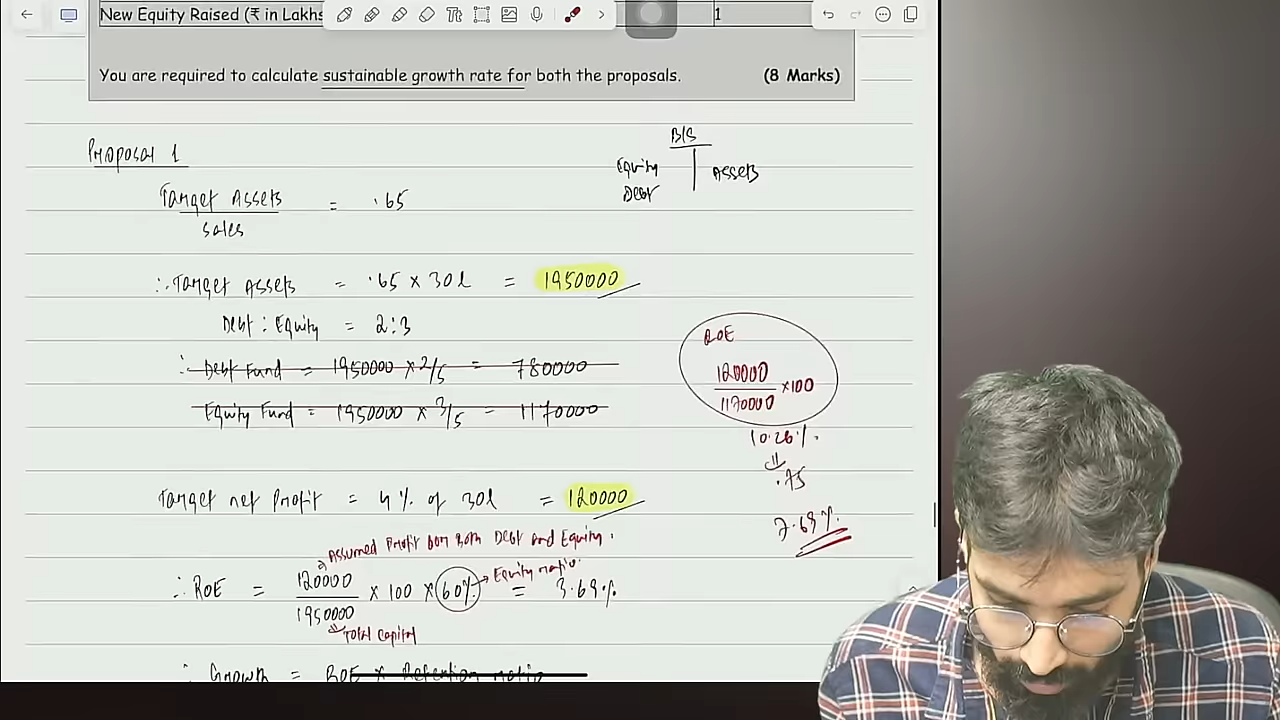 New Equity Raised (₹ in Lakhs
1
You are required to calculate sustainable growth rate for both the proposals. (8 Marks)
Proposal 1
B/S
Equity Assets
Debt
Target Assets = .65
Sales
∴ Target Assets = .65 × 30l = 1950000
Debt : Equity = 2:3
∴ Debt Fund = 1950000 × 2/5 = 780000
Equity Fund = 1950000 × 3/5 = 1170000
ROE
120000 ×100
1170000
10.26%.
.75
7.69%.
Target net Profit = 4% of 30l = 120000
Assumed Profit for Both Debt and Equity.
∴ ROE = 120000 × 100 × 60% = 3.69%
Equity ratio.
1950000
Total Capital
∴ Growth = ROE × Retention ratio